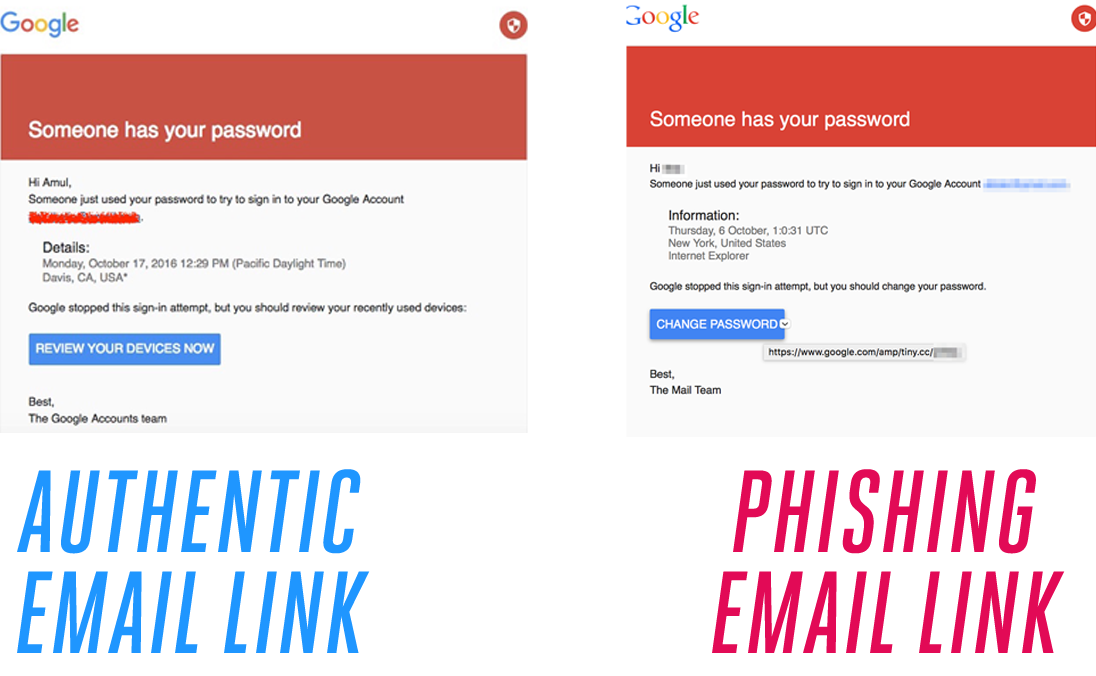 Google
Someone has your password
Hi Amul,
Someone just used your password to try to sign in to your Google Account
.
Details:
Monday, October 17, 2016 12:29 PM (Pacific Daylight Time)
Davis, CA, USA*
Google stopped this sign-in attempt, but you should review your recently used devices:
REVIEW YOUR DEVICES NOW
Best,
The Google Accounts team
AUTHENTIC
EMAIL LINK
Google
Someone has your password
Hi
Someone just used your password to try to sign in to your Google Account
Information:
Thursday, 6 October, 1:0:31 UTC
New York, United States
Internet Explorer
Google stopped this sign-in attempt, but you should change your password.
CHANGE PASSWORD
https://www.google.com/amp/tiny.cc/
Best,
The Mail Team
PHISHING
EMAIL LINK